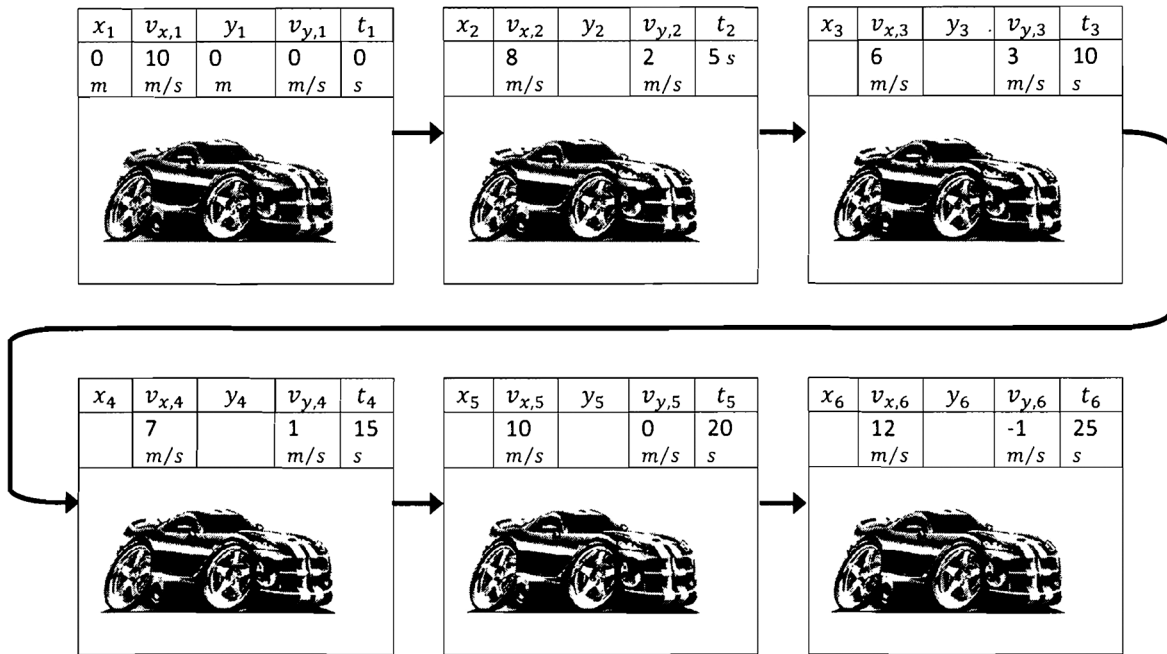 x₁ v_{x,1} y₁ v_{y,1} t₁
0 10 0 0 0
m m/s m m/s s
x₂ v_{x,2} y₂ v_{y,2} t₂
8 2 5 s
m/s m/s
x₃ v_{x,3} y₃ v_{y,3} t₃
6 3 10
m/s m/s s
x₄ v_{x,4} y₄ v_{y,4} t₄
7 1 15
m/s m/s s
x₅ v_{x,5} y₅ v_{y,5} t₅
10 0 20
m/s m/s s
x₆ v_{x,6} y₆ v_{y,6} t₆
12 -1 25
m/s m/s s